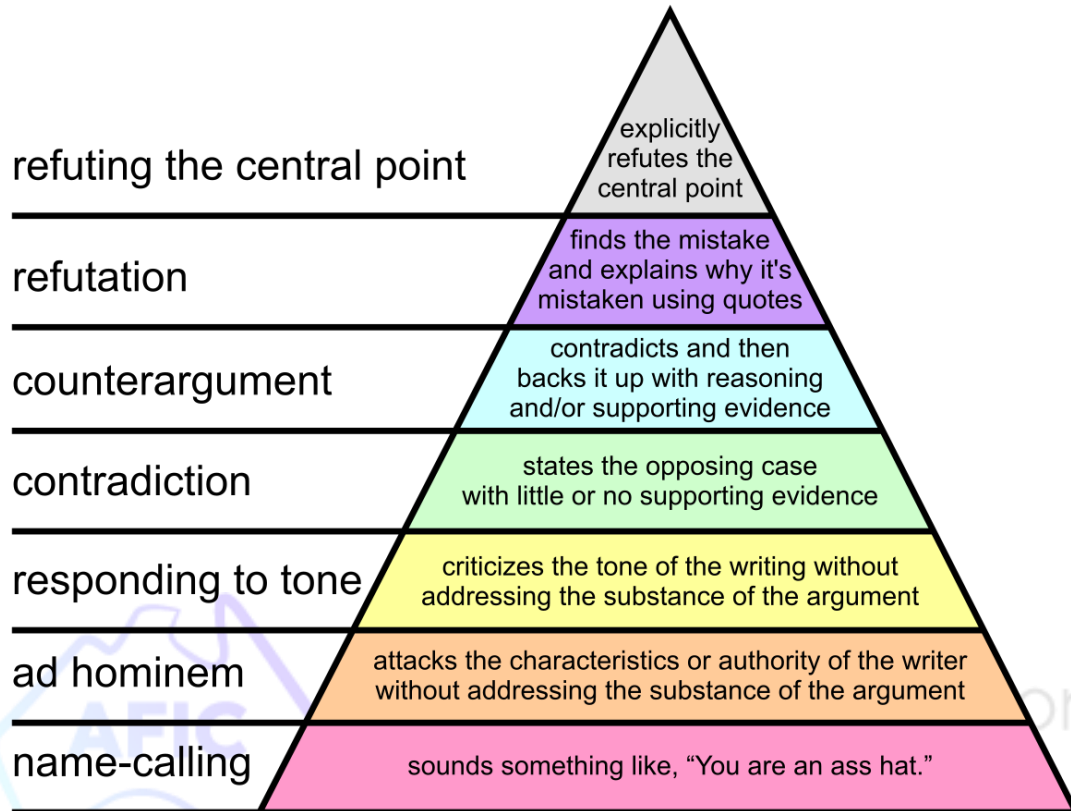 explicitly
refutes the
central point
refuting the central point
finds the mistake
and explains why it's
mistaken using quotes
refutation
contradicts and then
backs it up with reasoning
and/or supporting evidence
counterargument
states the opposing case
with little or no supporting evidence
contradiction
criticizes the tone of the writing without
addressing the substance of the argument
responding to tone
attacks the characteristics or authority of the writer
without addressing the substance of the argument
ad hominem
AFIC
name-calling
sounds something like, “You are an ass hat.”